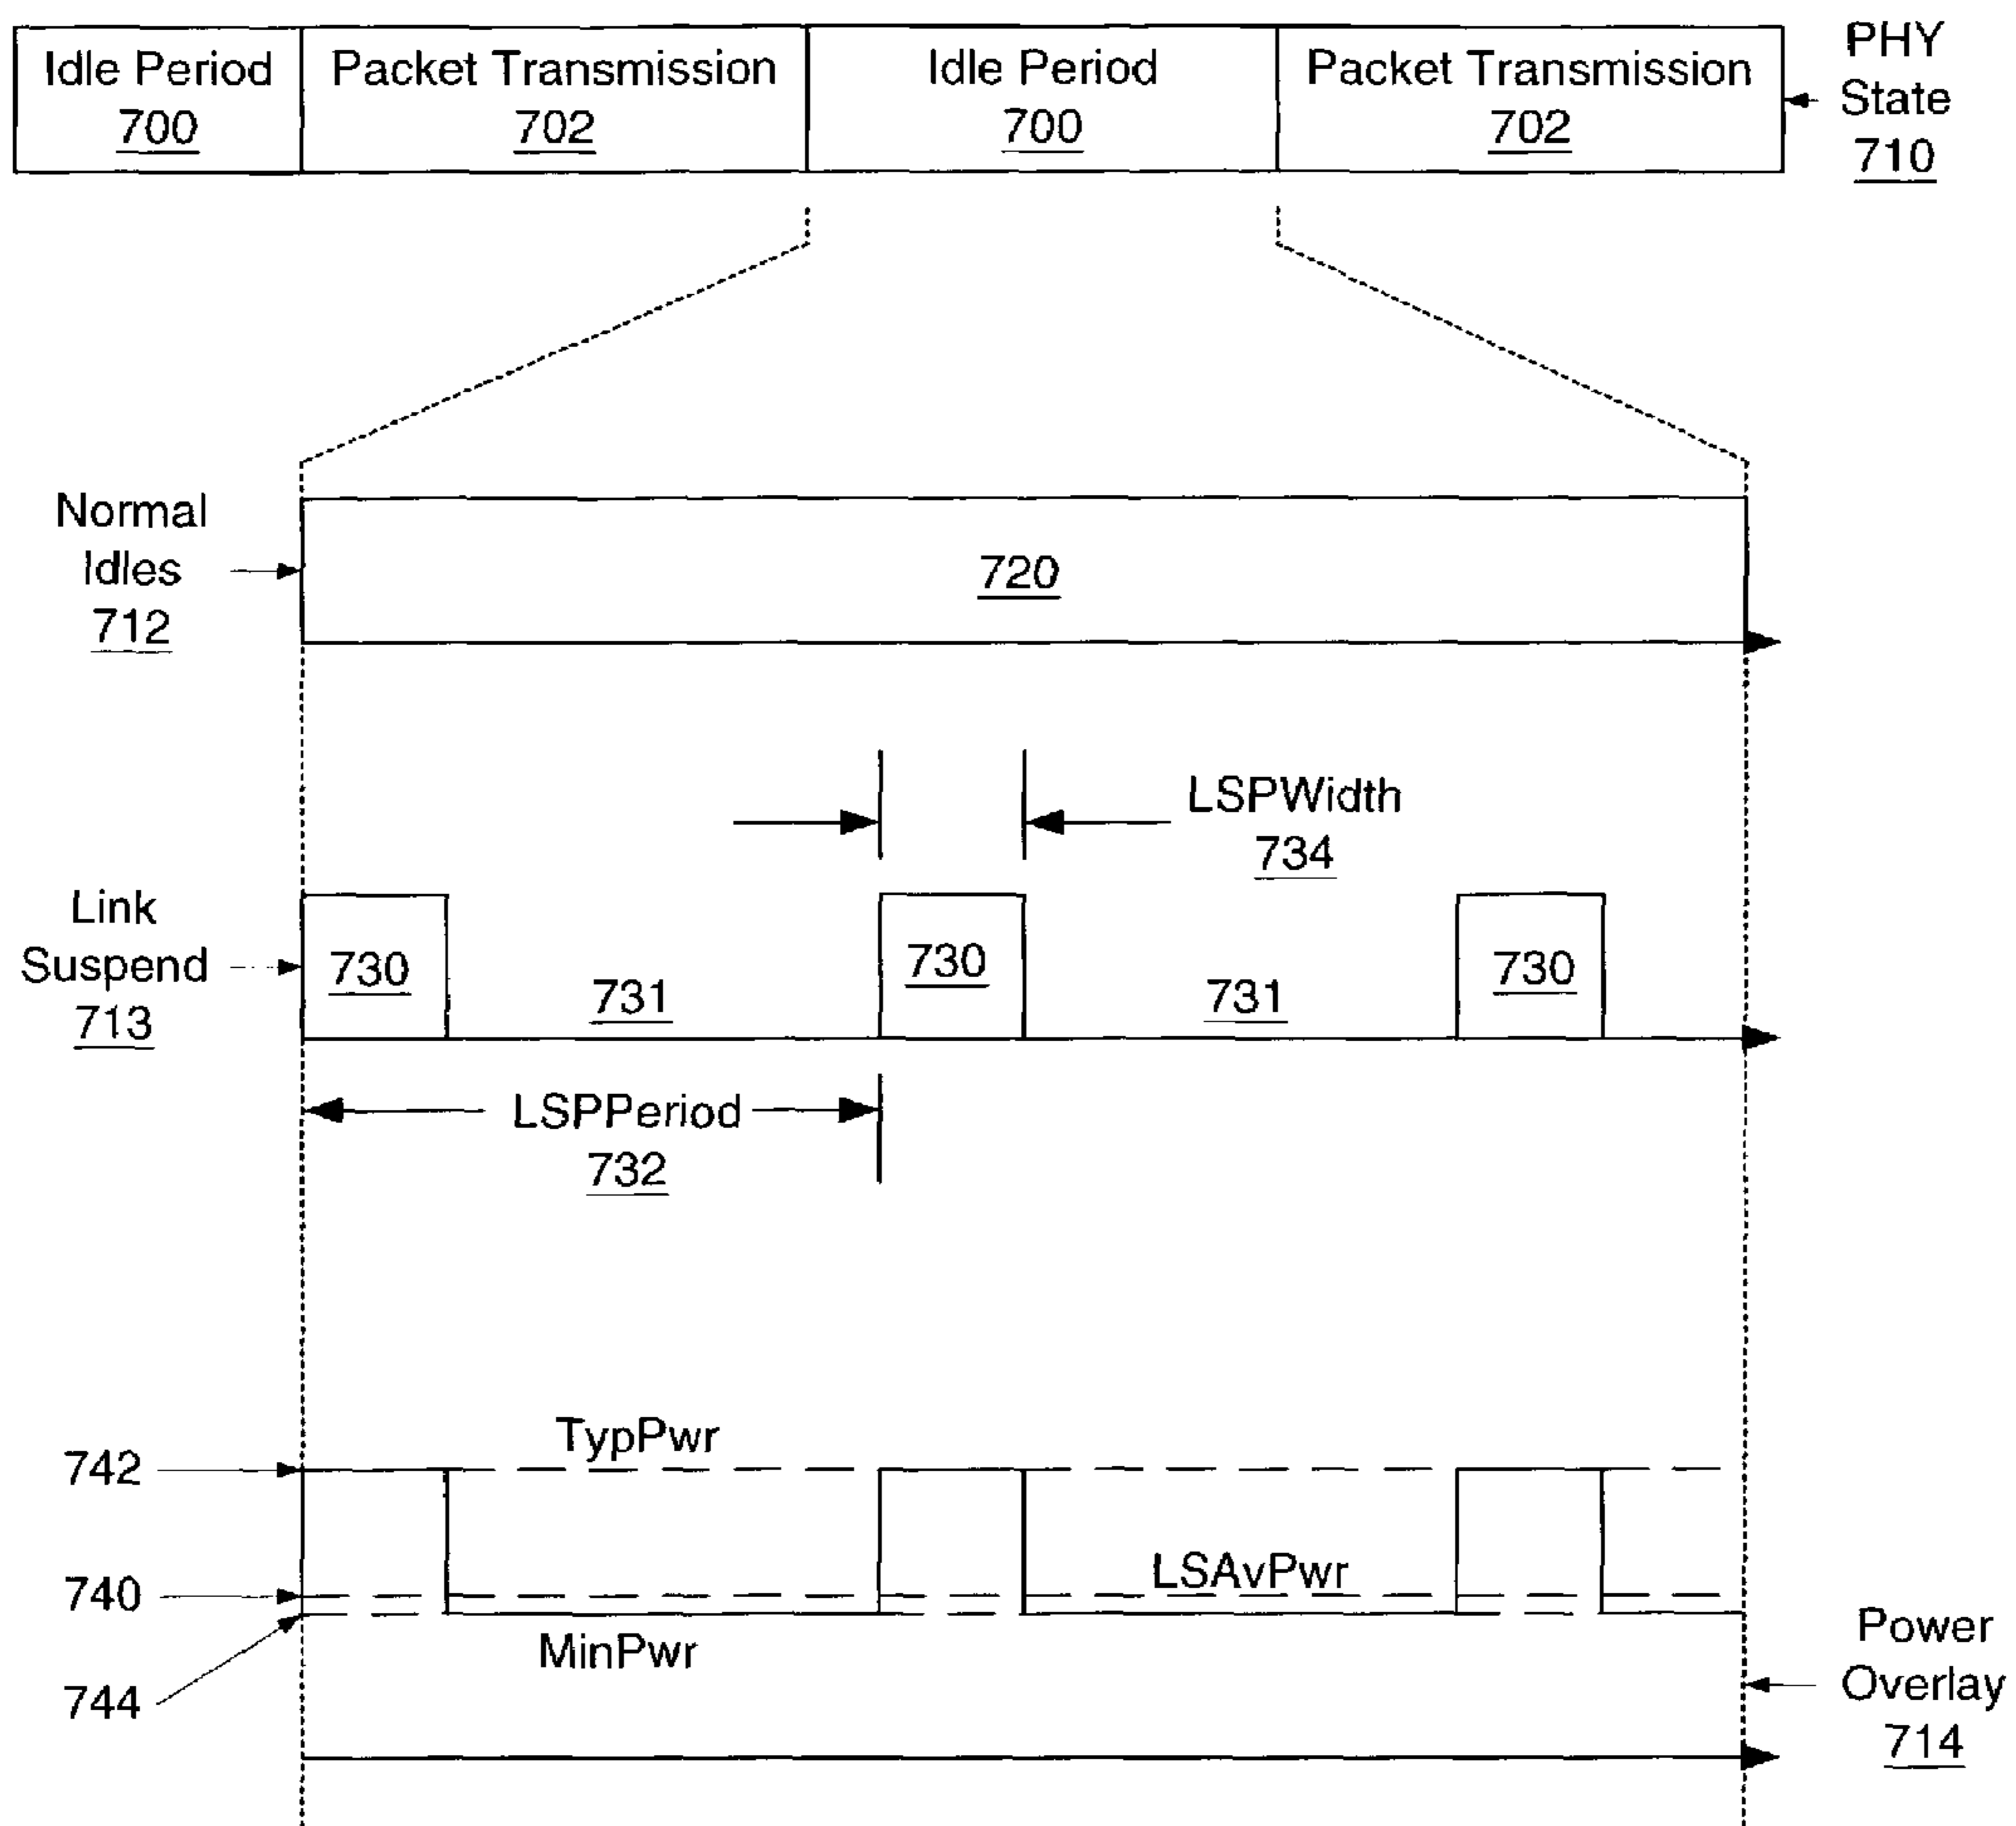 Idle Period
700
Packet Transmission
702
Idle Period
700
Packet Transmission
702
PHY
State
710
Normal
Idles
712
720
LSPWidth
734
Link
Suspend
713
730
731
730
731
730
LSPPeriod
732
742
TypPwr
740
LSAvPwr
744
MinPwr
Power
Overlay
714